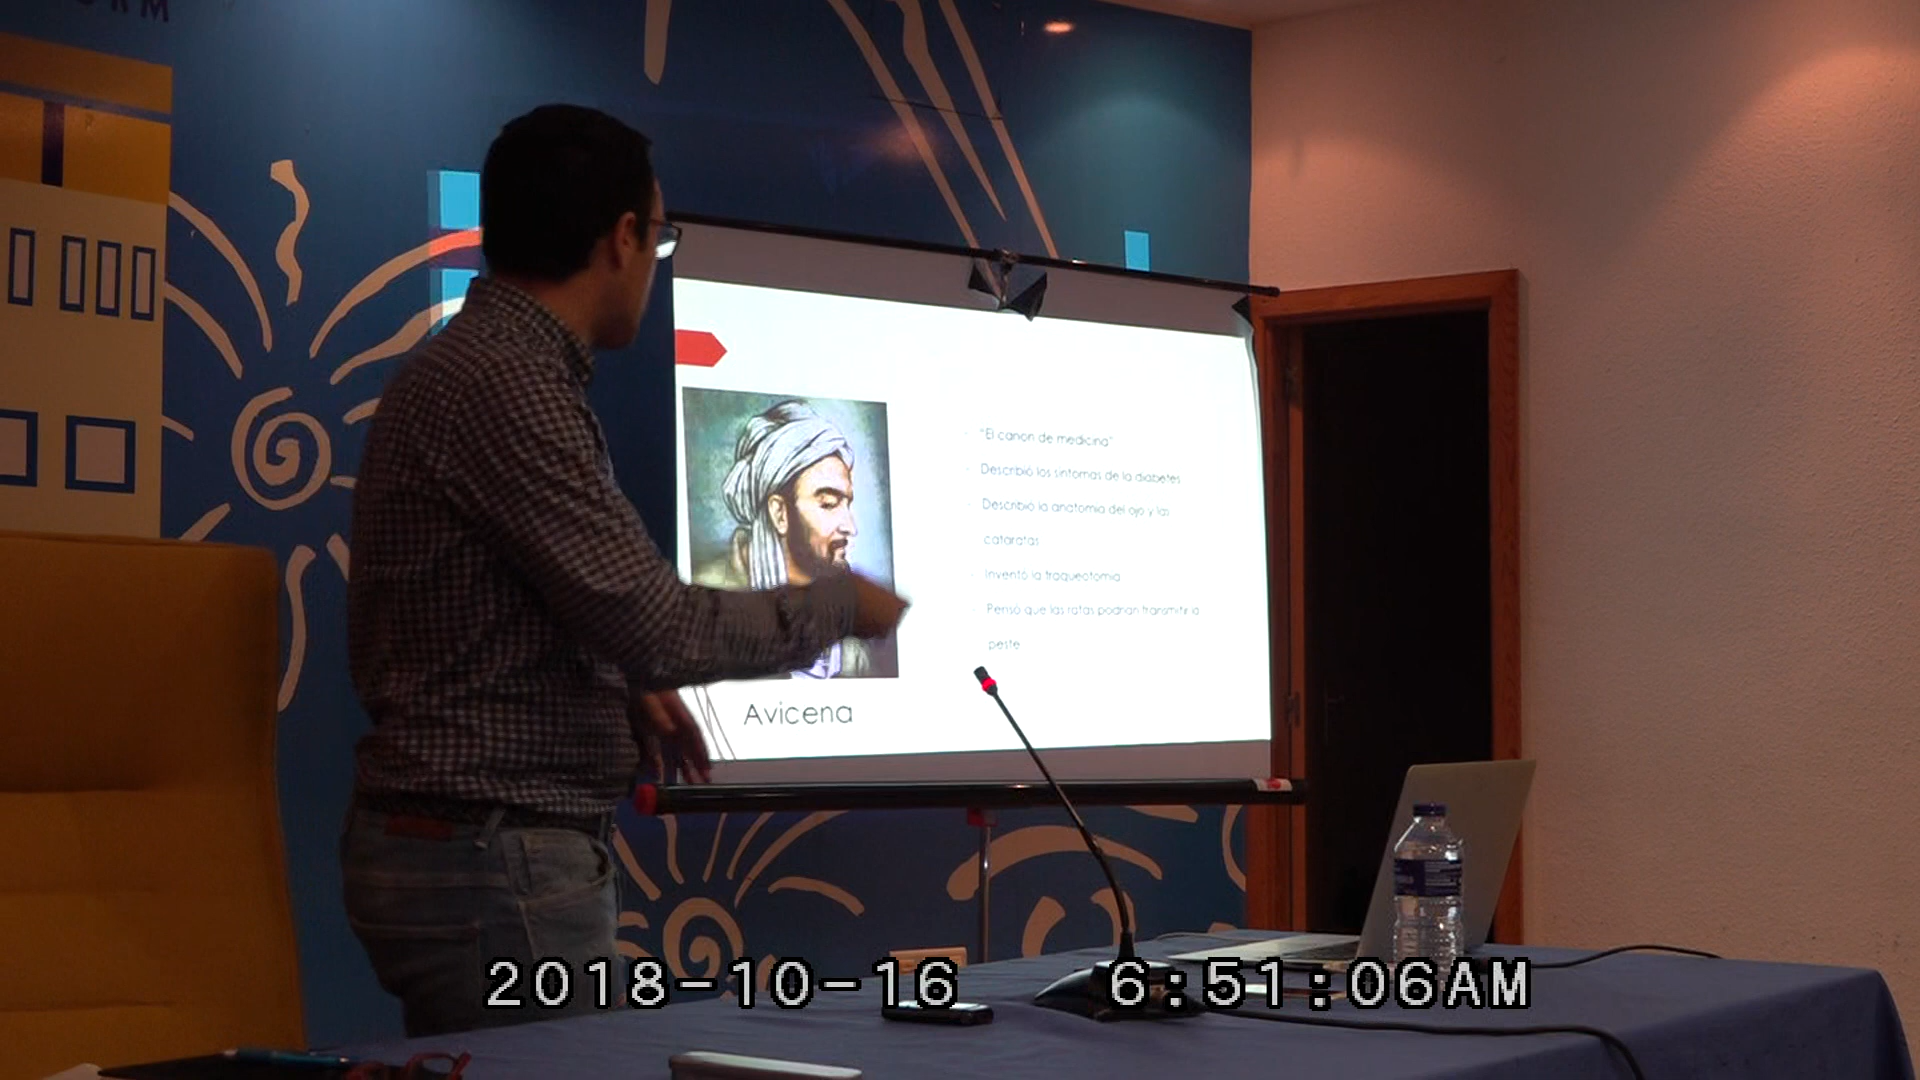 "El canon de medicina"
Describió los síntomas de la diabetes
Describió la anatomía del ojo y las
cataratas
Inventó la traqueotomía
Pensó que las ratas podrían transmitir la
peste
Avicena
2018-10-16 6:51:06AM